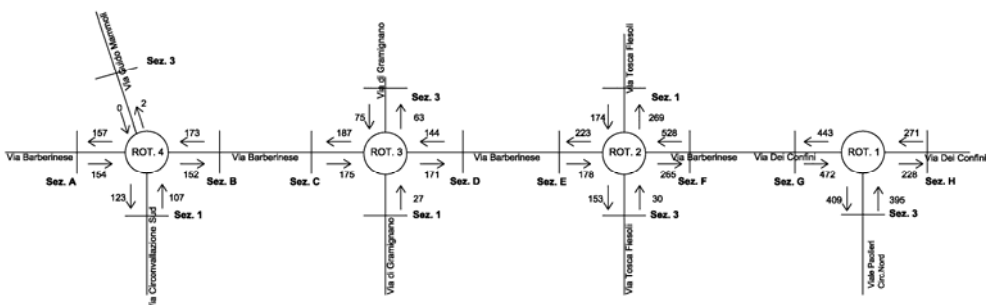 Via Guido Mammoli
Sez. 3
0
2
157
173
ROT. 4
Via Barberinese
154
152
Sez. A
Sez. B
123
107
Sez. 1
Via Circonvallazione Sud
Via Barberinese
Via di Gramignano
Sez. 3
75
63
187
144
ROT. 3
175
171
Sez. C
Sez. D
27
Sez. 1
Via di Gramignano
Via Barberinese
Via Tosca Fiesoli
Sez. 1
174
269
223
528
ROT. 2
178
265
Via Barberinese
Sez. E
Sez. F
153
30
Sez. 3
Via Tosca Fiesoli
Via Dei Confini
443
271
ROT. 1
472
228
Via Dei Confini
Sez. G
Sez. H
409
395
Sez. 3
Viale Paolieri
Circ.Nord